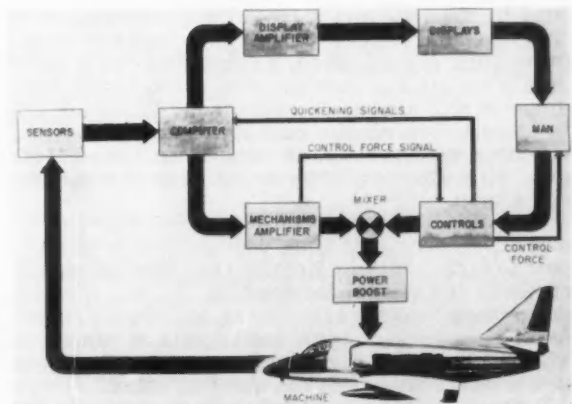 DISPLAY
AMPLIFIER
DISPLAYS
SENSORS
COMPUTER
QUICKENING SIGNALS
MAN
CONTROL FORCE SIGNAL
MIXER
MECHANISMS
AMPLIFIER
CONTROLS
CONTROL
FORCE
POWER
BOOST
MACHINE